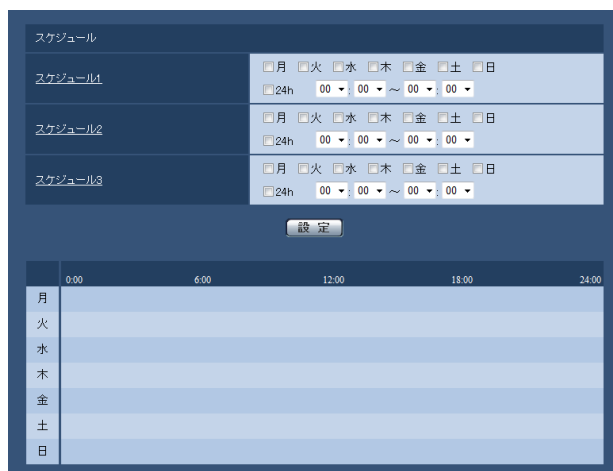 スケジュール
スケジュール1
月 火 水 木 金 土 日
24h 00 : 00 ～ 00 : 00
スケジュール2
月 火 水 木 金 土 日
24h 00 : 00 ～ 00 : 00
スケジュール3
月 火 水 木 金 土 日
24h 00 : 00 ～ 00 : 00
設 定
0:00 6:00 12:00 18:00 24:00
月
火
水
木
金
土
日